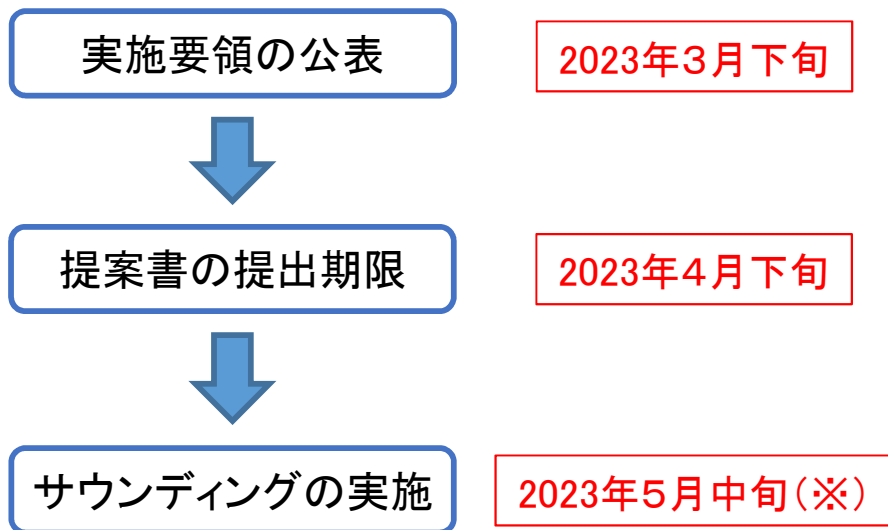 実施要領の公表
2023年３月下旬
提案書の提出期限
2023年４月下旬
サウンディングの実施
2023年５月中旬（※）